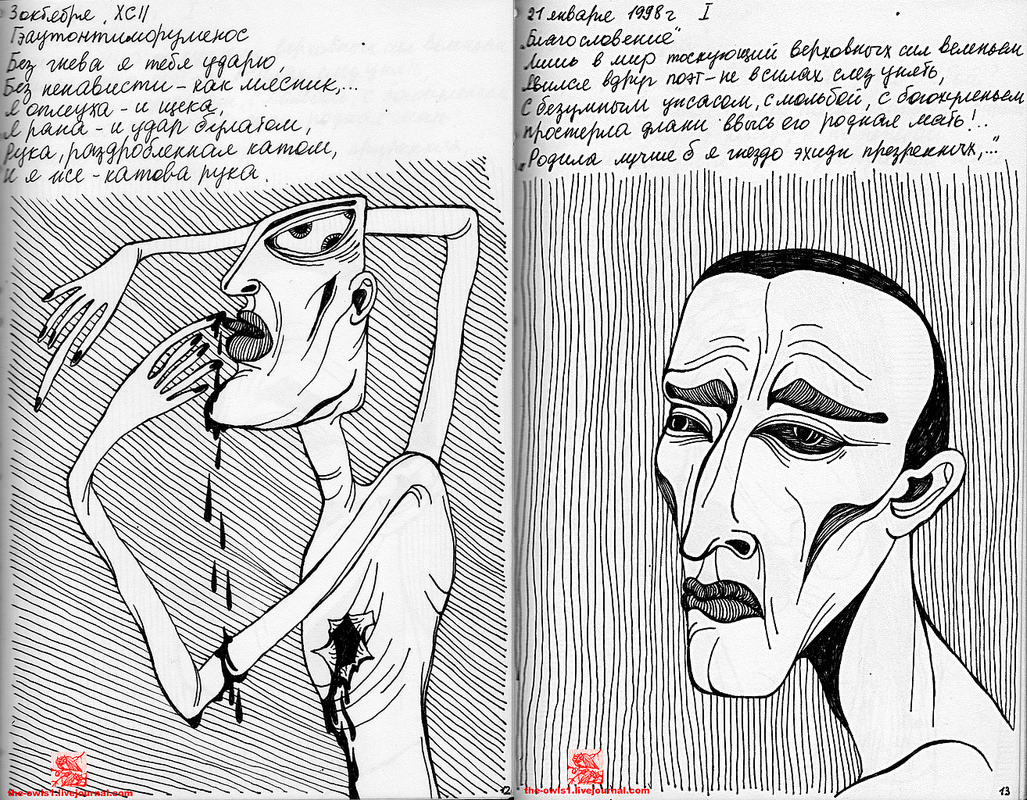 3 октября, XCII
Гэаутонтиморуменос
Без гнева я тебя ударю,
Без ненависти - как мясник,...
Я оплеуха - и щека,
Я рана - и удар булатом,
Рука, раздробленная катом,
И я же - катова рука.
the-owls1.livejournal.com
12
21 январе 1998г I
„Благословение"
Лишь в мир тоскующий верховных сил веленьем
Явился вдруг поэт - не в силах слез унять,
С безумным ужасом, с мольбой, с богохуленьем
простерла длани ввысь его родная мать!..
„Родила лучше б я гнездо эхидн презренных,..."
the-owls1.livejournal.com
13